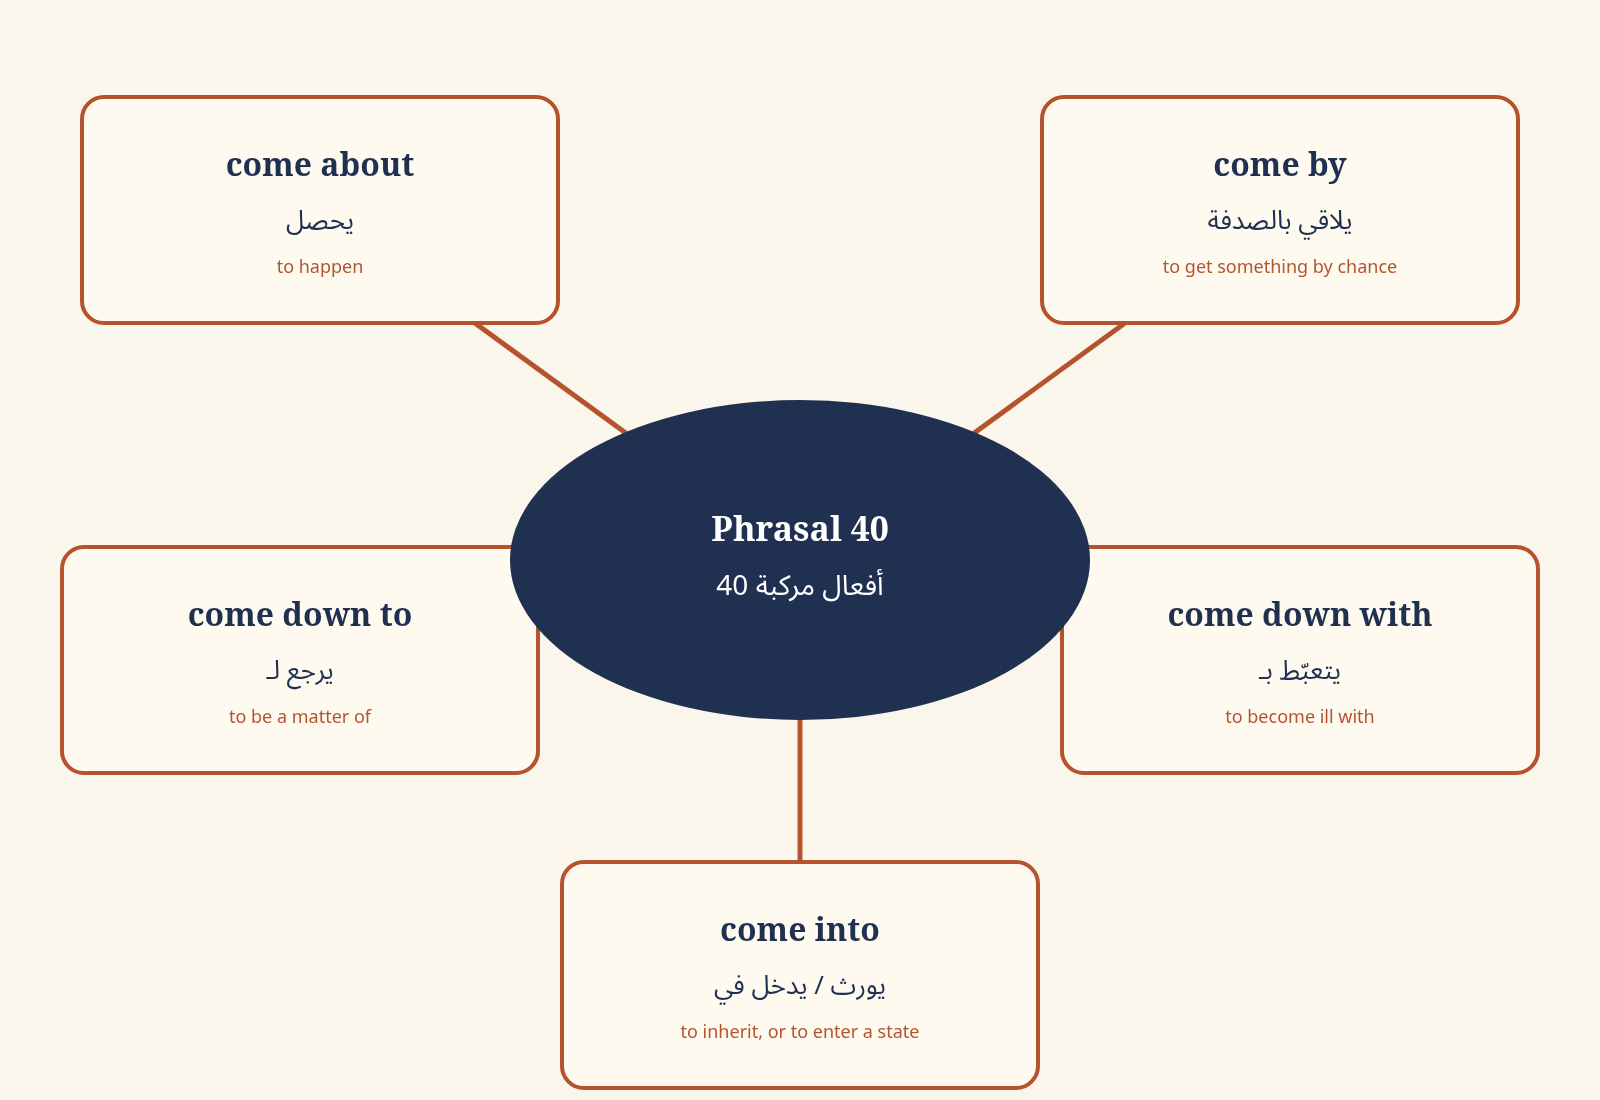 come about
يحصل
to happen
come by
يلاقي بالصدفة
to get something by chance
Phrasal 40
أفعال مركبة 40
come down to
يرجع لـ
to be a matter of
come down with
يتعبّط بـ
to become ill with
come into
يورث / يدخل في
to inherit, or to enter a state